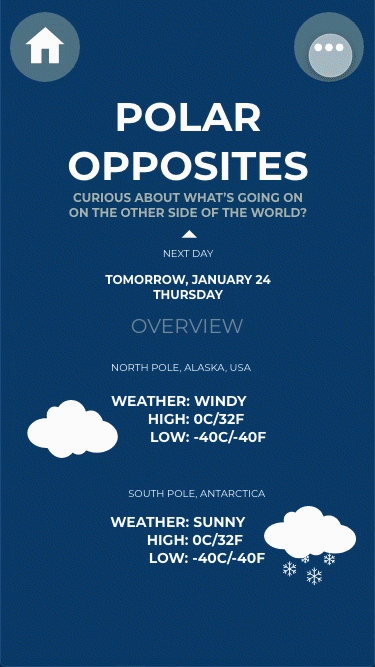 POLAR
OPPOSITES
CURIOUS ABOUT WHAT'S GOING ON
ON THE OTHER SIDE OF THE WORLD?
NEXT DAY
TOMORROW, JANUARY 24
THURSDAY
OVERVIEW
NORTH POLE, ALASKA, USA
WEATHER: WINDY
HIGH: 0C/32F
LOW: -40C/-40F
SOUTH POLE, ANTARCTICA
WEATHER: SUNNY
HIGH: 0C/32F
LOW: -40C/-40F